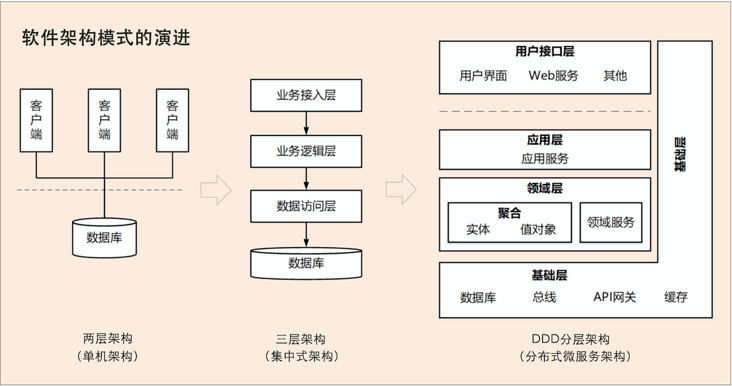 软件架构模式的演进
客户端
客户端
客户端
数据库
两层架构
（单机架构）
业务接入层
业务逻辑层
数据访问层
数据库
三层架构
（集中式架构）
用户接口层
用户界面 Web服务 其他
应用层
应用服务
领域层
聚合
实体 值对象
领域服务
基础层
基础层
数据库 总线 API网关 缓存
DDD分层架构
（分布式微服务架构）